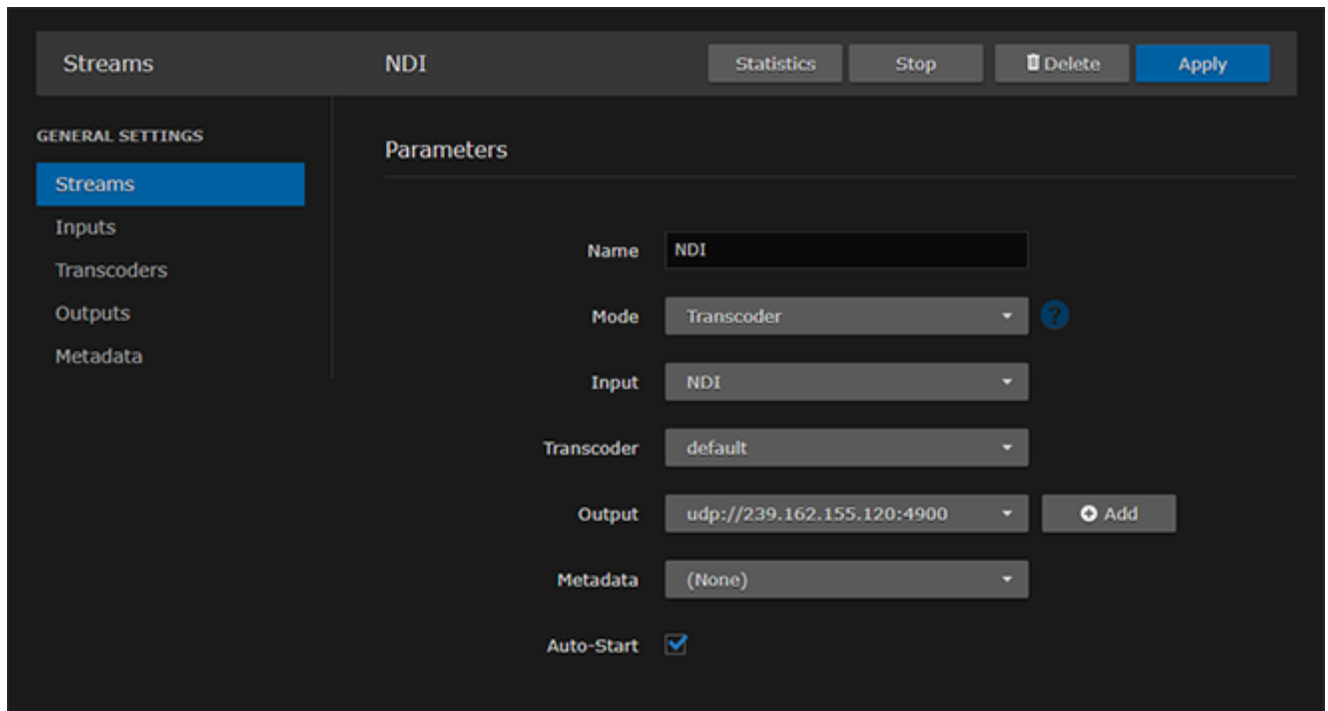 Streams NDI Statistics Stop Delete Apply
GENERAL SETTINGS
Streams
Inputs
Transcoders
Outputs
Metadata
Parameters
Name NDI
Mode Transcoder ?
Input NDI
Transcoder default
Output udp://239.162.155.120:4900 Add
Metadata (None)
Auto-Start